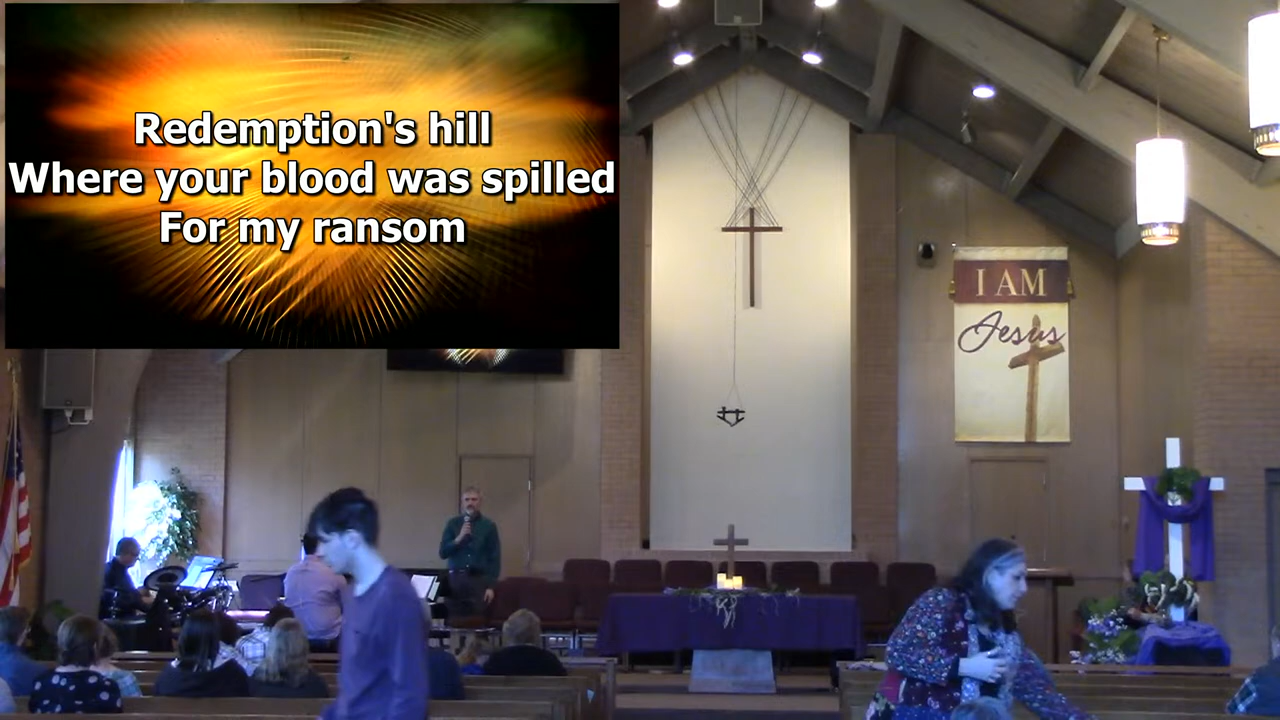 Redemption's hill
Where your blood was spilled
For my ransom
I AM
Jesus